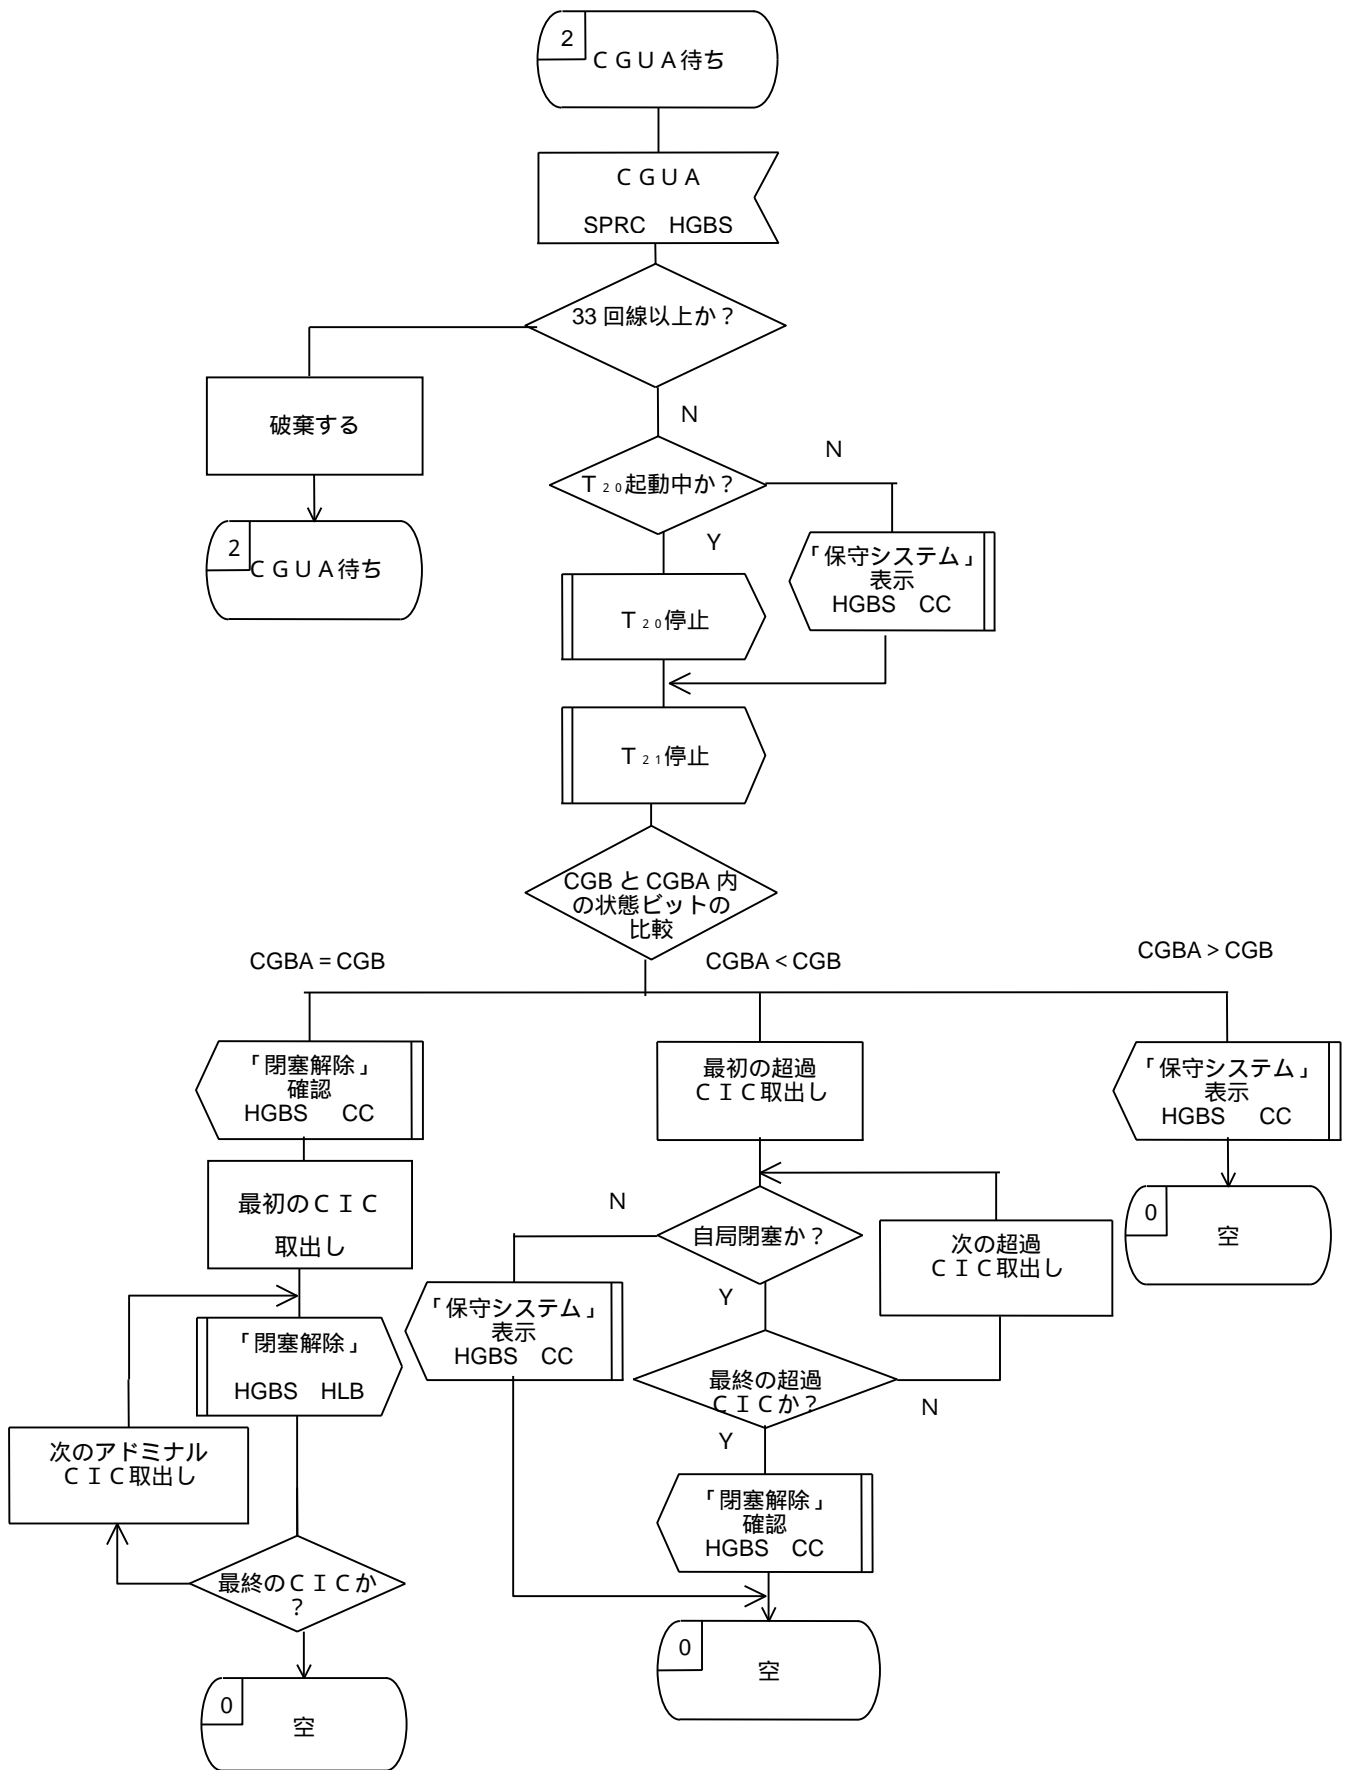 2
ＣＧＵＡ待ち
ＣＧＵＡ
SPRC HGBS
33 回線以上か？
破棄する
N
2
ＣＧＵＡ待ち
Ｔ₂₀起動中か？
N
Y
「保守システム」
表示
HGBS CC
Ｔ₂₀停止
Ｔ₂₁停止
CGB と CGBA 内
の状態ビットの
比較
CGBA = CGB
CGBA < CGB
CGBA > CGB
「閉塞解除」
確認
HGBS CC
最初の超過
ＣＩＣ取出し
「保守システム」
表示
HGBS CC
最初のＣＩＣ
取出し
N
自局閉塞か？
次の超過
ＣＩＣ取出し
0
空
Y
「閉塞解除」
HGBS HLB
「保守システム」
表示
HGBS CC
最終の超過
ＣＩＣか？
N
Y
次のアドミナル
ＣＩＣ取出し
「閉塞解除」
確認
HGBS CC
最終のＣＩＣか
？
0
空
0
空